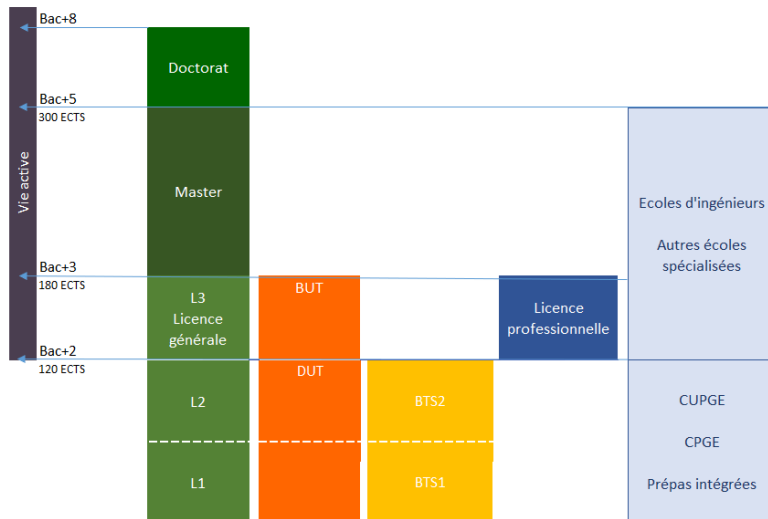 Bac+8
Doctorat
Bac+5
300 ECTS
Vie active
Master
Ecoles d'ingénieurs
Autres écoles
spécialisées
Bac+3
180 ECTS
L3
Licence
générale
BUT
Licence
professionnelle
Bac+2
120 ECTS
DUT
L2
BTS2
CUPGE
CPGE
L1
BTS1
Prépas intégrées